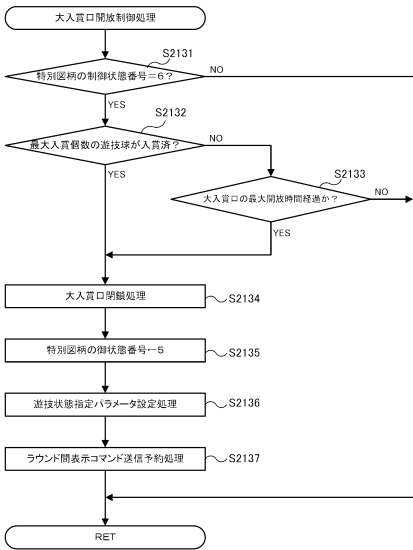 大入賞口開放制御処理
S2131
特別図柄の制御状態番号=6?
NO
YES
S2132
最大入賞個数の遊技球が入賞済?
NO
YES
S2133
大入賞口の最大開放時間経過か?
NO
YES
大入賞口閉鎖処理
S2134
特別図柄の御状態番号←5
S2135
遊技状態指定パラメータ設定処理
S2136
ラウンド間表示コマンド送信予約処理
S2137
RET